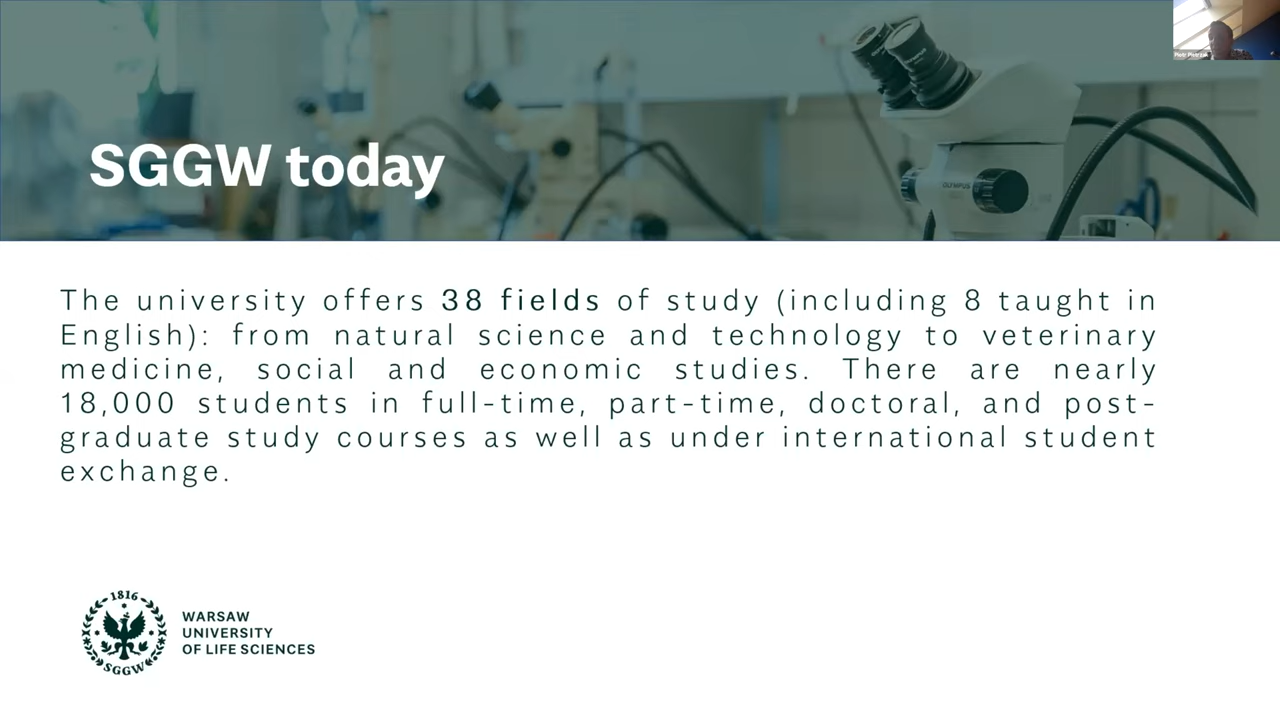 Piotr Pietrzak
SGGW today
OLYMPUS
The university offers 38 fields of study (including 8 taught in
English): from natural science and technology to veterinary
medicine, social and economic studies. There are nearly
18,000 students in full-time, part-time, doctoral, and post-
graduate study courses as well as under international student
exchange.
1816
SGGW
WARSAW
UNIVERSITY
OF LIFE SCIENCES